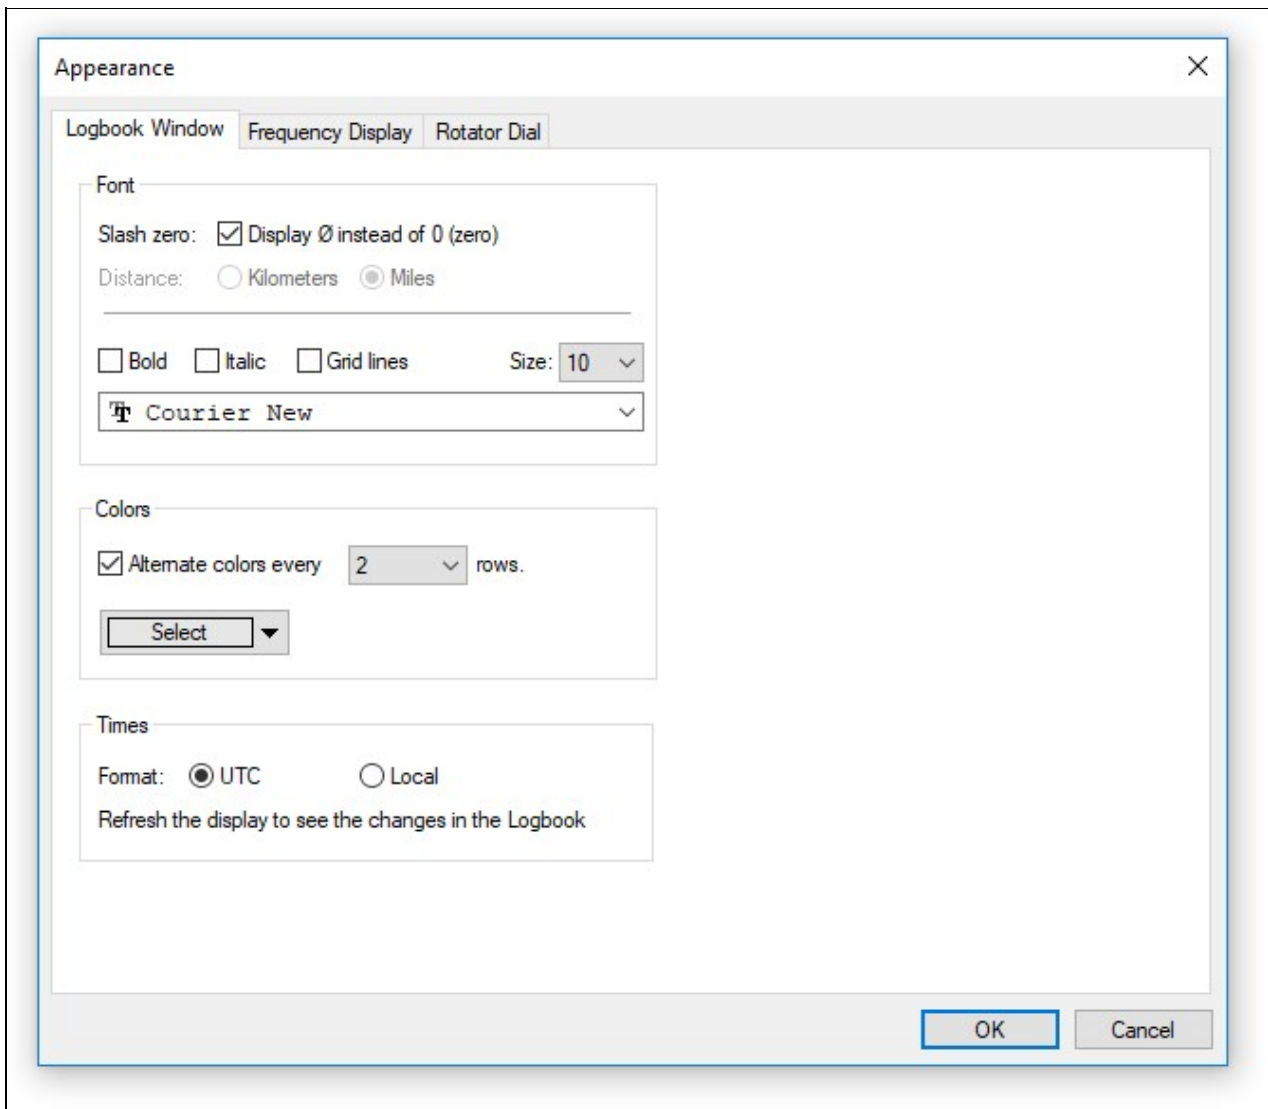 Appearance
Logbook Window Frequency Display Rotator Dial
Font
Slash zero: Display Ø instead of 0 (zero)
Distance: Kilometers Miles
Bold Italic Grid lines Size: 10
Courier New
Colors
Alternate colors every 2 rows.
Select
Times
Format: UTC Local
Refresh the display to see the changes in the Logbook
OK Cancel